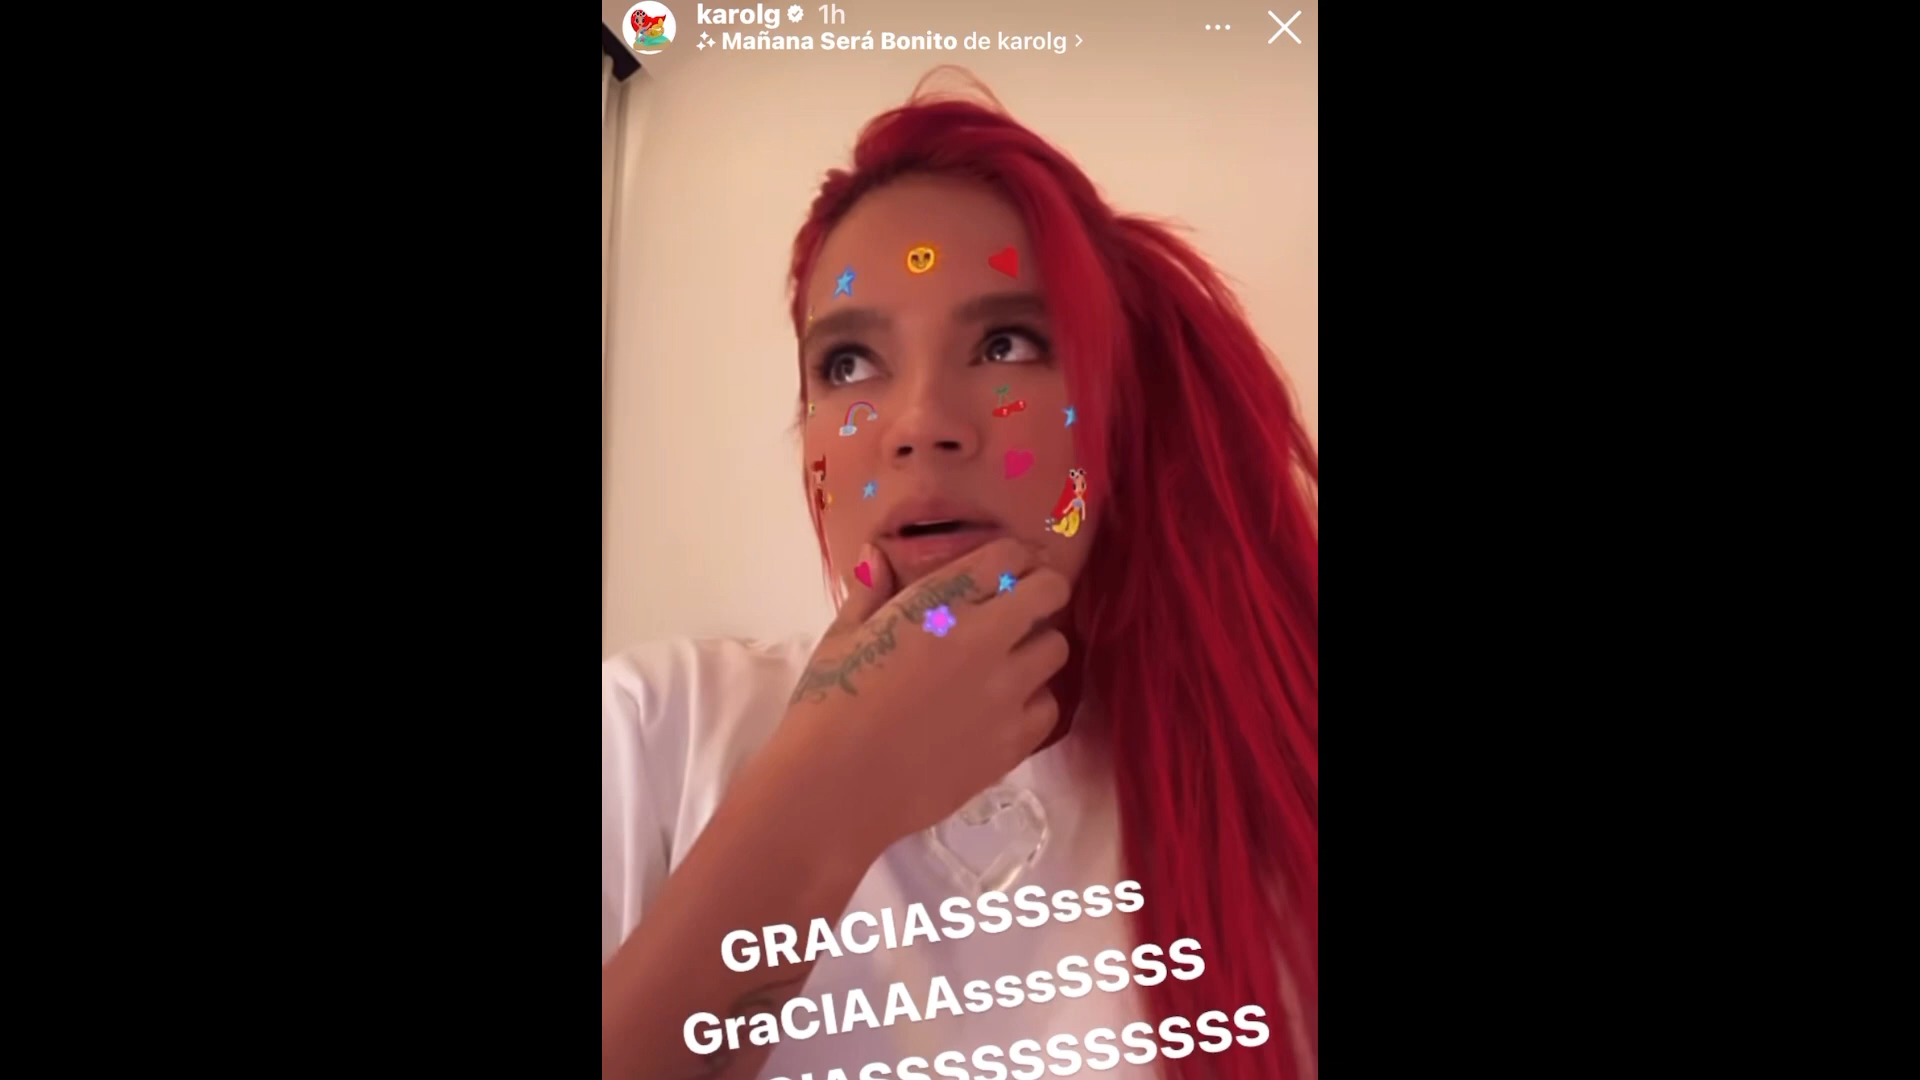 karolg 1h
Mañana Será Bonito de karolg >
GRACIASSSsss
GraCIAAAsssSSSS